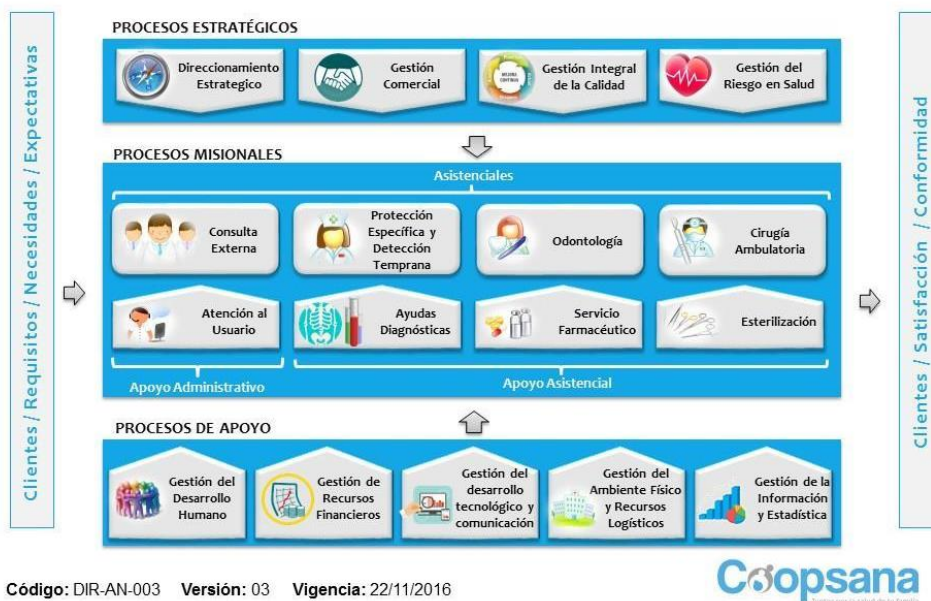 Clientes / Requisitos / Necesidades / Expectativas
PROCESOS ESTRATÉGICOS
Direccionamiento
Estrategico
Gestión
Comercial
MEJORA
CONTINUA
Gestión Integral
de la Calidad
Gestión del
Riesgo en Salud
PROCESOS MISIONALES
Asistenciales
Consulta
Externa
Protección
Específica y
Detección
Temprana
Odontología
Cirugía
Ambulatoria
Atención al
Usuario
Ayudas
Diagnósticas
Servicio
Farmacéutico
Esterilización
Apoyo Administrativo
Apoyo Asistencial
PROCESOS DE APOYO
Gestión del
Desarrollo
Humano
Gestión de
Recursos
Financieros
Gestión del
desarrollo
tecnológico y
comunicación
Gestión del
Ambiente Físico
y Recursos
Logísticos
Gestión de la
Información
y Estadística
Clientes / Satisfacción / Conformidad
Código: DIR-AN-003 Versión: 03 Vigencia: 22/11/2016
Coopsana